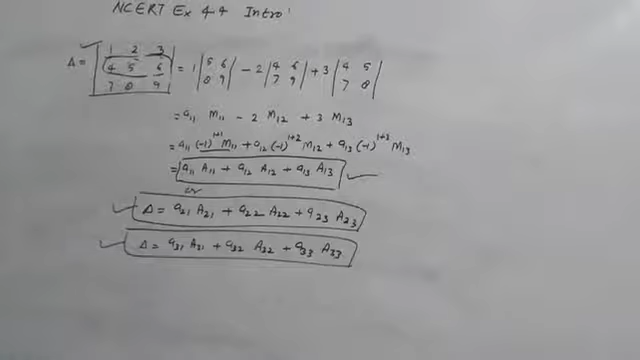 NCERT Ex 4.4 Intro'
Δ = | 1 2 3 | = 1 | 5 6 | - 2 | 4 6 | + 3 | 4 5 |
| 4 5 6 | | 8 9 | | 7 9 | | 7 8 |
| 7 8 9 |
= a₁₁ M₁₁ - 2 M₁₂ + 3 M₁₃
= a₁₁ (-1)¹⁺¹ M₁₁ + a₁₂ (-1)¹⁺² M₁₂ + a₁₃ (-1)¹⁺³ M₁₃
= a₁₁ A₁₁ + a₁₂ A₁₂ + a₁₃ A₁₃
or
Δ = a₂₁ A₂₁ + a₂₂ A₂₂ + a₂₃ A₂₃
Δ = a₃₁ A₃₁ + a₃₂ A₃₂ + a₃₃ A₃₃